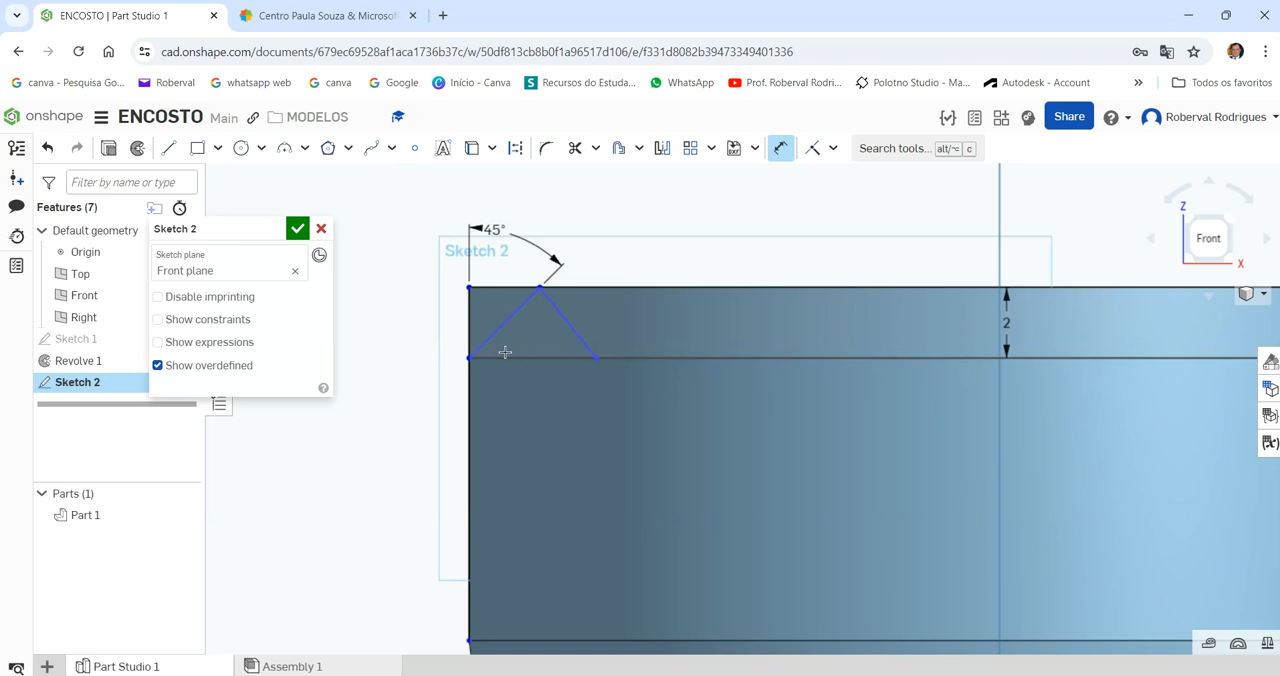 ENCOSTO | Part Studio 1
Centro Paula Souza & Microso
cad.onshape.com/documents/679ec69528af1aca1736b37c/w/50df813cb8b0f1a96517d106/e/f331d8082b39473349401336
canva - Pesquisa Go...
Roberval
whatsapp web
canva
Google
Início - Canva
Recursos do Estuda...
WhatsApp
Prof. Roberval Rodri...
Polotno Studio - Ma...
Autodesk - Account
»
Todos os favoritos
onshape
ENCOSTO
Main
MODELOS
Share
Roberval Rodrigues
Search tools... alt/⌥ c
Filter by name or type
Features (7)
Default geometry
Origin
Top
Front
Right
Sketch 1
Revolve 1
Sketch 2
Sketch 2
Sketch plane
Front plane
Disable imprinting
Show constraints
Show expressions
Show overdefined
Parts (1)
Part 1
45°
Sketch 2
2
Z
Front
X
Part Studio 1
Assembly 1